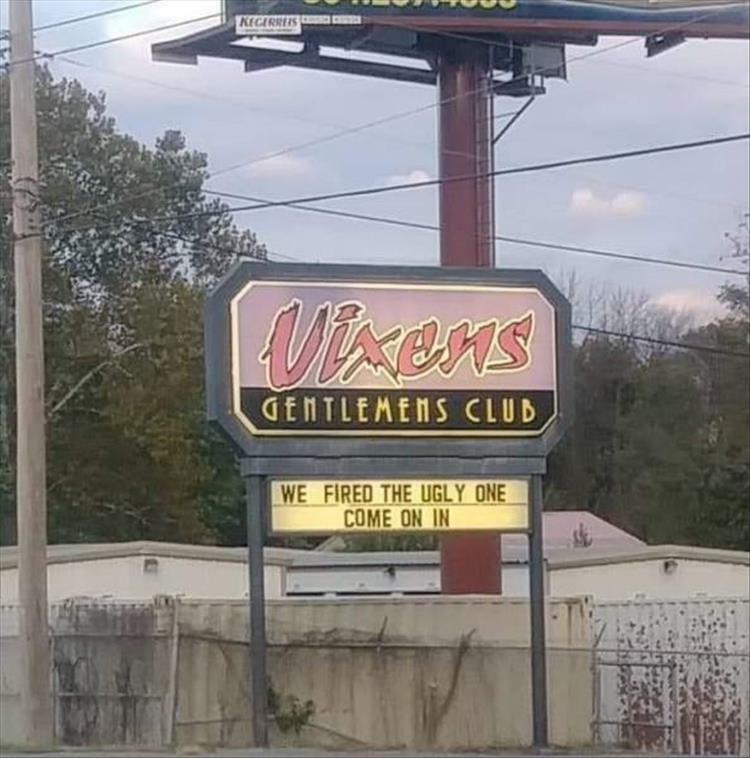 KEGERREIS
Vixens
GENTLEMENS CLUB
WE FIRED THE UGLY ONE
COME ON IN